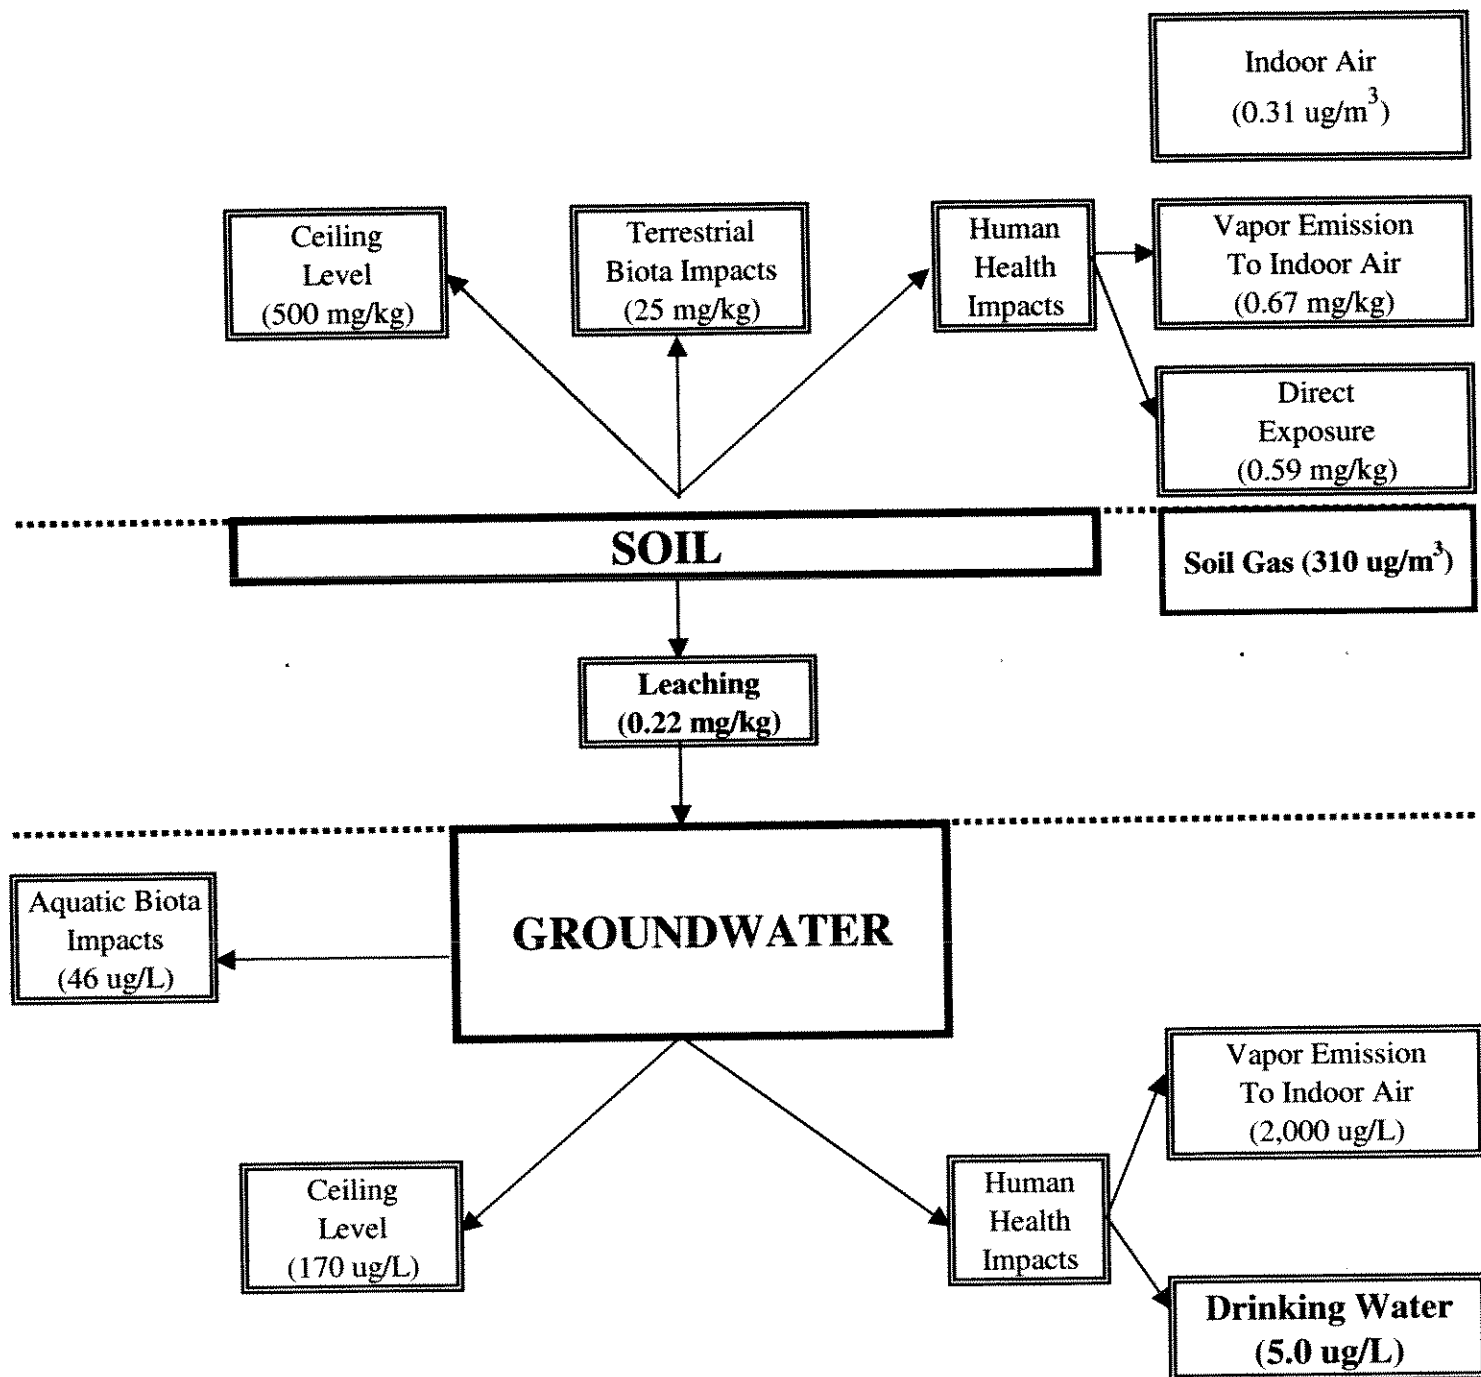 Indoor Air
(0.31 ug/m³)
Ceiling
Level
(500 mg/kg)
Terrestrial
Biota Impacts
(25 mg/kg)
Human
Health
Impacts
Vapor Emission
To Indoor Air
(0.67 mg/kg)
Direct
Exposure
(0.59 mg/kg)
SOIL
Soil Gas (310 ug/m³)
Leaching
(0.22 mg/kg)
GROUNDWATER
Aquatic Biota
Impacts
(46 ug/L)
Vapor Emission
To Indoor Air
(2,000 ug/L)
Ceiling
Level
(170 ug/L)
Human
Health
Impacts
Drinking Water
(5.0 ug/L)